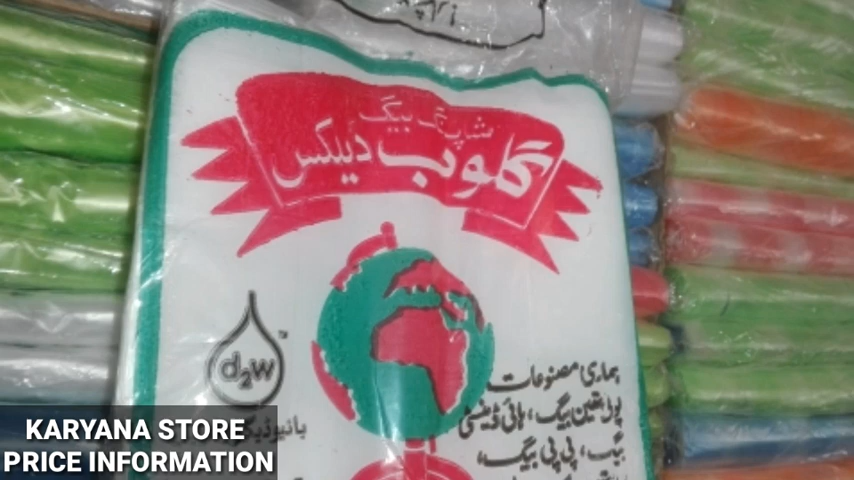 شاپنگ بیگ
گلوب ڈیلکس
d₂w
ہماری مصنوعات
پولیتھین بیگ، ہائی ڈینسٹی
بیگ، پی پی بیگ،
KARYANA STORE
PRICE INFORMATION